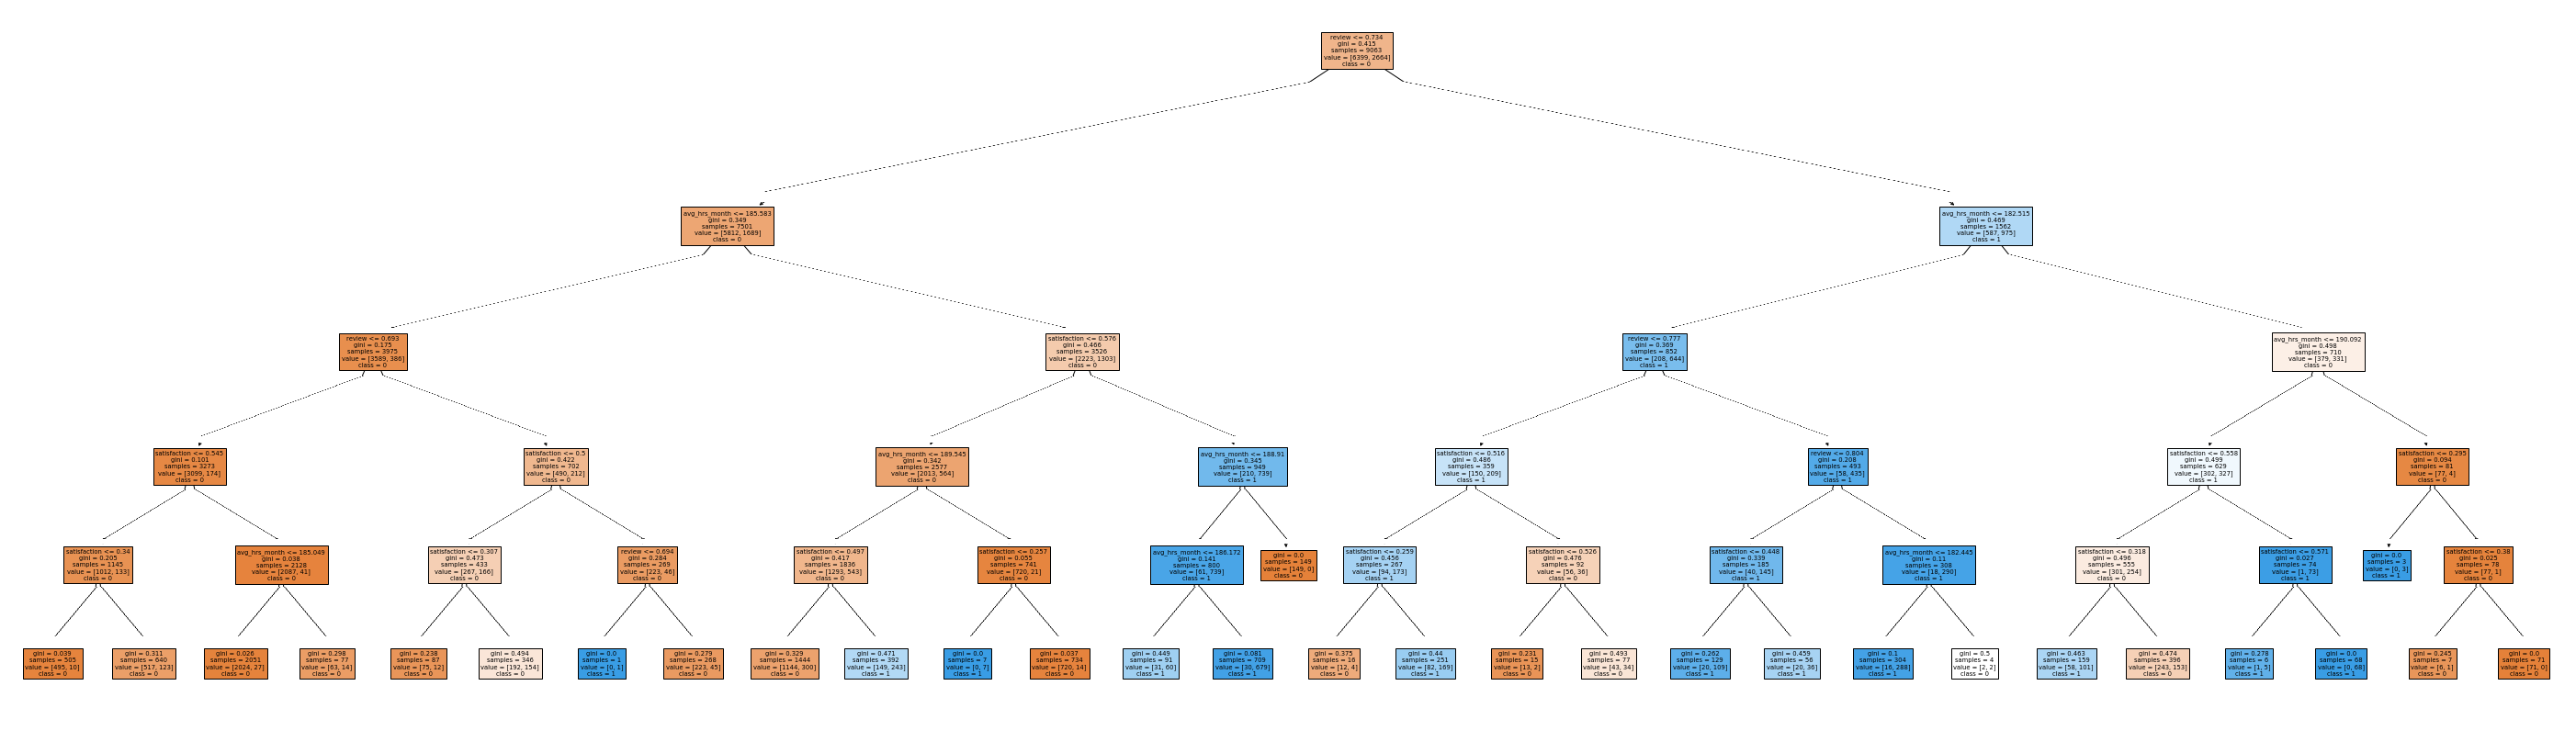 review <= 0.734
gini = 0.415
samples = 9063
value = [6399, 2664]
class = 0
avg_hrs_month <= 185.583
gini = 0.349
samples = 7501
value = [5812, 1689]
class = 0
avg_hrs_month <= 182.515
gini = 0.469
samples = 1562
value = [587, 975]
class = 1
review <= 0.693
gini = 0.175
samples = 3975
value = [3589, 386]
class = 0
satisfaction <= 0.576
gini = 0.466
samples = 3526
value = [2223, 1303]
class = 0
review <= 0.777
gini = 0.369
samples = 852
value = [208, 644]
class = 1
avg_hrs_month <= 190.092
gini = 0.498
samples = 710
value = [379, 331]
class = 0
satisfaction <= 0.545
gini = 0.101
samples = 3273
value = [3099, 174]
class = 0
satisfaction <= 0.5
gini = 0.422
samples = 702
value = [490, 212]
class = 0
avg_hrs_month <= 189.545
gini = 0.342
samples = 2577
value = [2013, 564]
class = 0
avg_hrs_month <= 188.91
gini = 0.345
samples = 949
value = [210, 739]
class = 1
satisfaction <= 0.516
gini = 0.486
samples = 359
value = [150, 209]
class = 1
review <= 0.804
gini = 0.208
samples = 493
value = [58, 435]
class = 1
satisfaction <= 0.558
gini = 0.499
samples = 629
value = [302, 327]
class = 1
satisfaction <= 0.295
gini = 0.094
samples = 81
value = [77, 4]
class = 0
satisfaction <= 0.34
gini = 0.205
samples = 1145
value = [1012, 133]
class = 0
avg_hrs_month <= 185.049
gini = 0.038
samples = 2128
value = [2087, 41]
class = 0
satisfaction <= 0.307
gini = 0.473
samples = 433
value = [267, 166]
class = 0
review <= 0.694
gini = 0.284
samples = 269
value = [223, 46]
class = 0
satisfaction <= 0.497
gini = 0.417
samples = 1836
value = [1293, 543]
class = 0
satisfaction <= 0.257
gini = 0.055
samples = 741
value = [720, 21]
class = 0
avg_hrs_month <= 186.172
gini = 0.141
samples = 800
value = [61, 739]
class = 1
gini = 0.0
samples = 149
value = [149, 0]
class = 0
satisfaction <= 0.259
gini = 0.456
samples = 267
value = [94, 173]
class = 1
satisfaction <= 0.526
gini = 0.476
samples = 92
value = [56, 36]
class = 0
satisfaction <= 0.448
gini = 0.339
samples = 185
value = [40, 145]
class = 1
avg_hrs_month <= 182.445
gini = 0.11
samples = 308
value = [18, 290]
class = 1
satisfaction <= 0.318
gini = 0.496
samples = 555
value = [301, 254]
class = 0
satisfaction <= 0.571
gini = 0.027
samples = 74
value = [1, 73]
class = 1
gini = 0.0
samples = 3
value = [0, 3]
class = 1
satisfaction <= 0.38
gini = 0.025
samples = 78
value = [77, 1]
class = 0
gini = 0.039
samples = 505
value = [495, 10]
class = 0
gini = 0.311
samples = 640
value = [517, 123]
class = 0
gini = 0.026
samples = 2051
value = [2024, 27]
class = 0
gini = 0.298
samples = 77
value = [63, 14]
class = 0
gini = 0.238
samples = 87
value = [75, 12]
class = 0
gini = 0.494
samples = 346
value = [192, 154]
class = 0
gini = 0.0
samples = 1
value = [0, 1]
class = 1
gini = 0.279
samples = 268
value = [223, 45]
class = 0
gini = 0.329
samples = 1444
value = [1144, 300]
class = 0
gini = 0.471
samples = 392
value = [149, 243]
class = 1
gini = 0.0
samples = 7
value = [0, 7]
class = 1
gini = 0.037
samples = 734
value = [720, 14]
class = 0
gini = 0.449
samples = 91
value = [31, 60]
class = 1
gini = 0.081
samples = 709
value = [30, 679]
class = 1
gini = 0.375
samples = 16
value = [12, 4]
class = 0
gini = 0.44
samples = 251
value = [82, 169]
class = 1
gini = 0.231
samples = 15
value = [13, 2]
class = 0
gini = 0.493
samples = 77
value = [43, 34]
class = 0
gini = 0.262
samples = 129
value = [20, 109]
class = 1
gini = 0.459
samples = 56
value = [20, 36]
class = 1
gini = 0.1
samples = 304
value = [16, 288]
class = 1
gini = 0.5
samples = 4
value = [2, 2]
class = 0
gini = 0.463
samples = 159
value = [58, 101]
class = 1
gini = 0.474
samples = 396
value = [243, 153]
class = 0
gini = 0.278
samples = 6
value = [1, 5]
class = 1
gini = 0.0
samples = 68
value = [0, 68]
class = 1
gini = 0.245
samples = 7
value = [6, 1]
class = 0
gini = 0.0
samples = 71
value = [71, 0]
class = 0